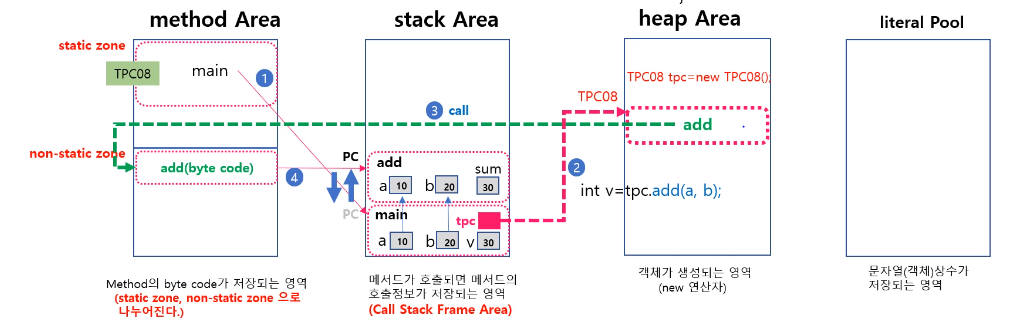 method Area
stack Area
heap Area
literal Pool
static zone
TPC08
main
1
TPC08 tpc=new TPC08();
TPC08
3 call
add
non-static zone
add(byte code)
4
PC
PC
add
sum
a 10
b 20
30
2
int v=tpc.add(a, b);
main
tpc
a 10
b 20
v 30
Method의 byte code가 저장되는 영역
(static zone, non-static zone 으로
나누어진다.)
메서드가 호출되면 메서드의
호출정보가 저장되는 영역
(Call Stack Frame Area)
객체가 생성되는 영역
(new 연산자)
문자열(객체)상수가
저장되는 영역